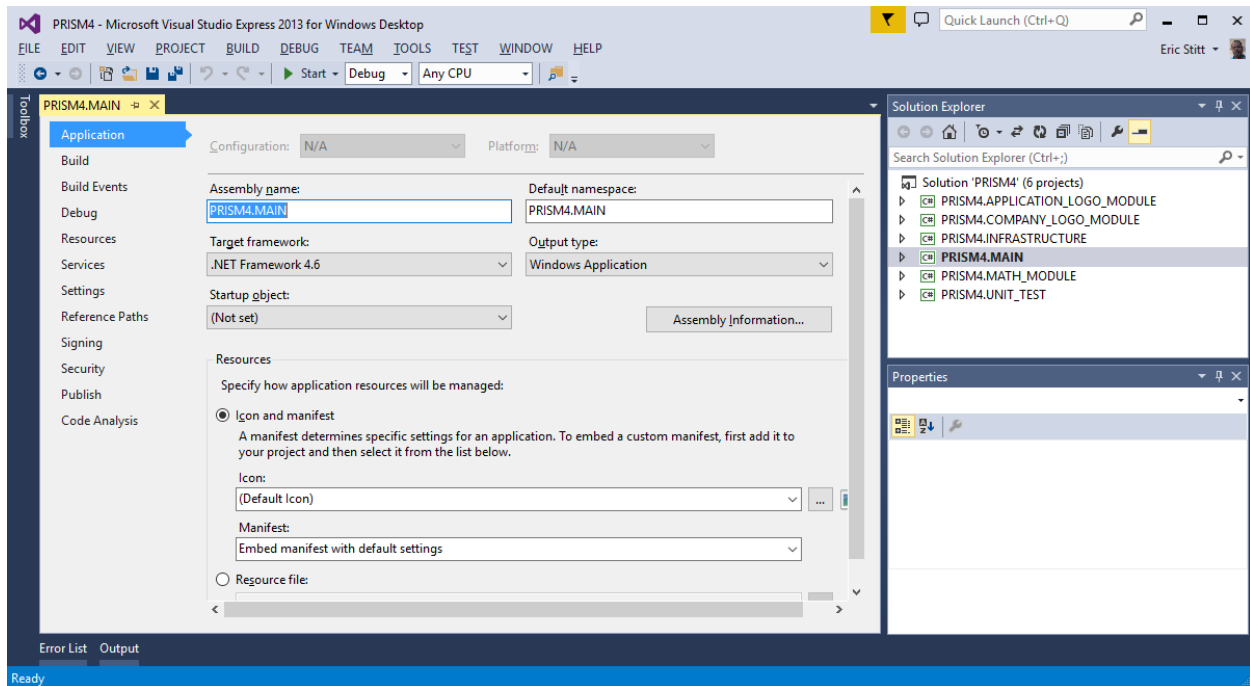 PRISM4 - Microsoft Visual Studio Express 2013 for Windows Desktop
Quick Launch (Ctrl+Q)
FILE EDIT VIEW PROJECT BUILD DEBUG TEAM TOOLS TEST WINDOW HELP
Eric Stitt
Start Debug Any CPU
Toolbox
PRISM4.MAIN
Application
Build
Build Events
Debug
Resources
Services
Settings
Reference Paths
Signing
Security
Publish
Code Analysis
Configuration: N/A Platform: N/A
Assembly name: Default namespace:
PRISM4.MAIN PRISM4.MAIN
Target framework: Output type:
.NET Framework 4.6 Windows Application
Startup object:
(Not set) Assembly Information...
Resources
Specify how application resources will be managed:
Icon and manifest
A manifest determines specific settings for an application. To embed a custom manifest, first add it to
your project and then select it from the list below.
Icon:
(Default Icon) ...
Manifest:
Embed manifest with default settings
Resource file:
Solution Explorer
Search Solution Explorer (Ctrl+;)
Solution 'PRISM4' (6 projects)
C# PRISM4.APPLICATION_LOGO_MODULE
C# PRISM4.COMPANY_LOGO_MODULE
C# PRISM4.INFRASTRUCTURE
C# PRISM4.MAIN
C# PRISM4.MATH_MODULE
C# PRISM4.UNIT_TEST
Properties
Error List Output
Ready